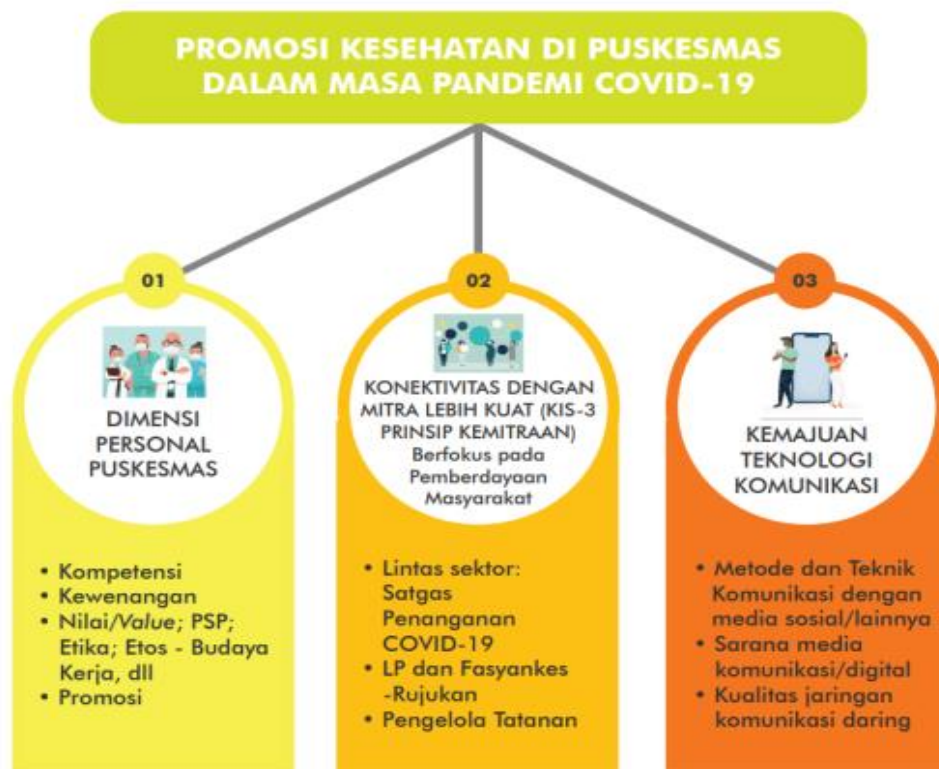 PROMOSI KESEHATAN DI PUSKESMAS
DALAM MASA PANDEMI COVID-19
01
DIMENSI
PERSONAL
PUSKESMAS
• Kompetensi
• Kewenangan
• Nilai/Value; PSP;
Etika; Etos - Budaya
Kerja, dll
• Promosi
02
KONEKTIVITAS DENGAN
MITRA LEBIH KUAT (KIS-3
PRINSIP KEMITRAAN)
Berfokus pada
Pemberdayaan
Masyarakat
• Lintas sektor:
Satgas
Penanganan
COVID-19
• LP dan Fasyankes
-Rujukan
• Pengelola Tatanan
03
KEMAJUAN
TEKNOLOGI
KOMUNIKASI
• Metode dan Teknik
Komunikasi dengan
media sosial/lainnya
• Sarana media
komunikasi/digital
• Kualitas jaringan
komunikasi daring